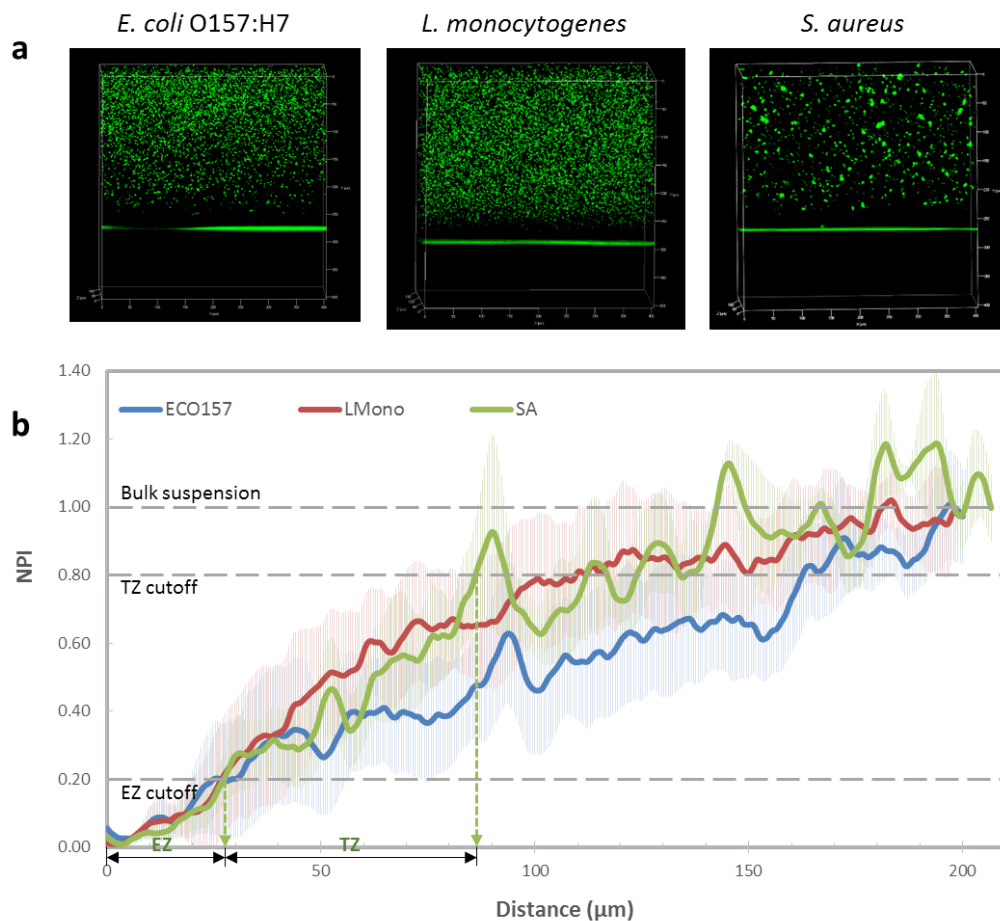 E. coli O157:H7 L. monocytogenes S. aureus
a
b
1.40
ECO157 LMono SA
1.20
Bulk suspension
1.00
0.80
TZ cutoff
0.60
0.40
0.20
EZ cutoff
0.00
EZ TZ
0 50 100 150 200
NPI
Distance (μm)